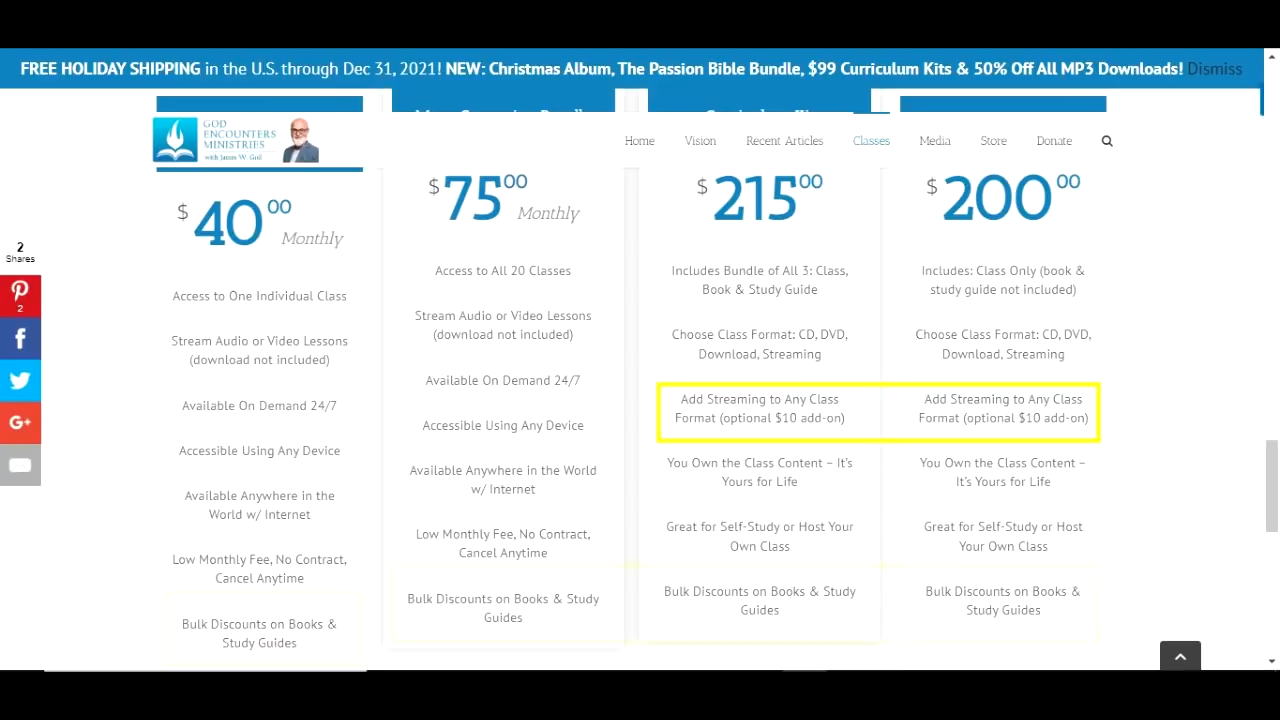 FREE HOLIDAY SHIPPING in the U.S. through Dec 31, 2021! NEW: Christmas Album, The Passion Bible Bundle, $99 Curriculum Kits & 50% Off All MP3 Downloads! Dismiss
GOD
ENCOUNTERS
MINISTRIES
with James W. Goll
Home Vision Recent Articles Classes Media Store Donate
2
Shares
2
$40.00 Monthly
Access to One Individual Class
Stream Audio or Video Lessons
(download not included)
Available On Demand 24/7
Accessible Using Any Device
Available Anywhere in the
World w/ Internet
Low Monthly Fee, No Contract,
Cancel Anytime
Bulk Discounts on Books &
Study Guides
$75.00 Monthly
Access to All 20 Classes
Stream Audio or Video Lessons
(download not included)
Available On Demand 24/7
Accessible Using Any Device
Available Anywhere in the World
w/ Internet
Low Monthly Fee, No Contract,
Cancel Anytime
Bulk Discounts on Books & Study
Guides
$215.00
Includes Bundle of All 3: Class,
Book & Study Guide
Choose Class Format: CD, DVD,
Download, Streaming
Add Streaming to Any Class
Format (optional $10 add-on)
You Own the Class Content – It's
Yours for Life
Great for Self-Study or Host Your
Own Class
Bulk Discounts on Books & Study
Guides
$200.00
Includes: Class Only (book &
study guide not included)
Choose Class Format: CD, DVD,
Download, Streaming
Add Streaming to Any Class
Format (optional $10 add-on)
You Own the Class Content –
It's Yours for Life
Great for Self-Study or Host
Your Own Class
Bulk Discounts on Books &
Study Guides